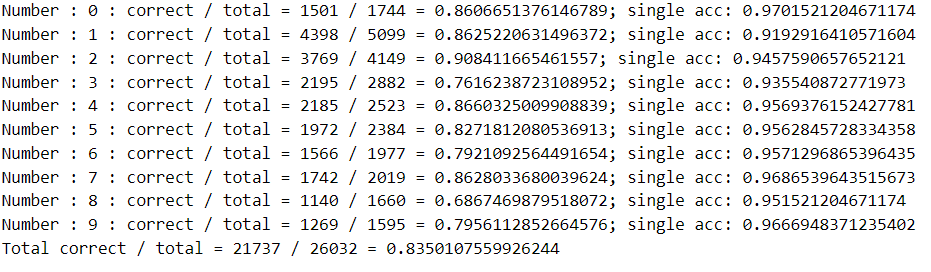 Number : 0 : correct / total = 1501 / 1744 = 0.8606651376146789; single acc: 0.9701521204671174
Number : 1 : correct / total = 4398 / 5099 = 0.8625220631496372; single acc: 0.9192916410571604
Number : 2 : correct / total = 3769 / 4149 = 0.908411665461557; single acc: 0.9457590657652121
Number : 3 : correct / total = 2195 / 2882 = 0.7616238723108952; single acc: 0.935540872771973
Number : 4 : correct / total = 2185 / 2523 = 0.8660325009908839; single acc: 0.9569376152427781
Number : 5 : correct / total = 1972 / 2384 = 0.8271812080536913; single acc: 0.9562845728334358
Number : 6 : correct / total = 1566 / 1977 = 0.7921092564491654; single acc: 0.9571296865396435
Number : 7 : correct / total = 1742 / 2019 = 0.8628033680039624; single acc: 0.9686539643515673
Number : 8 : correct / total = 1140 / 1660 = 0.6867469879518072; single acc: 0.951521204671174
Number : 9 : correct / total = 1269 / 1595 = 0.7956112852664576; single acc: 0.9669484371235402
Total correct / total = 21737 / 26032 = 0.8350107559926244